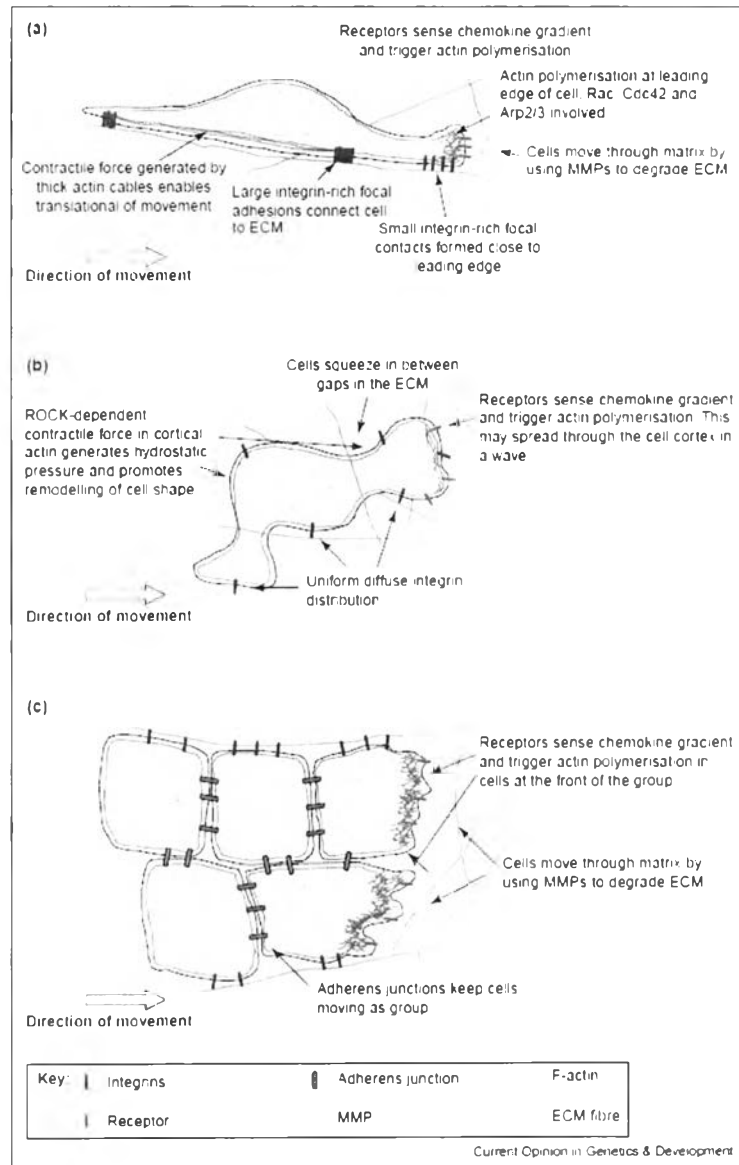 (a)
Receptors sense chemokine gradient
and trigger actin polymerisation
Actin polymerisation at leading
edge of cell, Rac, Cdc42 and
Arp2/3 involved
Cells move through matrix by
using MMPs to degrade ECM
Contractile force generated by
thick actin cables enables
translational of movement
Large integrin-rich focal
adhesions connect cell
to ECM
Small integrin-rich focal
contacts formed close to
leading edge
Direction of movement
(b)
Cells squeeze in between
gaps in the ECM
ROCK-dependent
contractile force in cortical
actin generates hydrostatic
pressure and promotes
remodelling of cell shape
Receptors sense chemokine gradient
and trigger actin polymerisation. This
may spread through the cell cortex in
a wave
Uniform diffuse integrin
distribution
Direction of movement
(c)
Receptors sense chemokine gradient
and trigger actin polymerisation in
cells at the front of the group
Cells move through matrix by
using MMPs to degrade ECM
Adherens junctions keep cells
moving as group
Direction of movement
Key: Integrins Adherens junction F-actin
Receptor MMP ECM fibre
Current Opinion in Genetics & Development